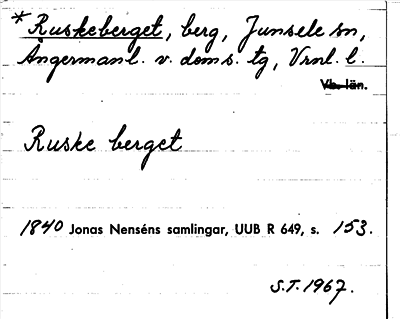 * Ruskeberget, berg, Junsele sn,
Ångermanl. v. doms. tg, Vrnl. l.
Vb. län.
Ruske berget
1840 Jonas Nenséns samlingar, UUB R 649, s. 153.
S.T. 1967.